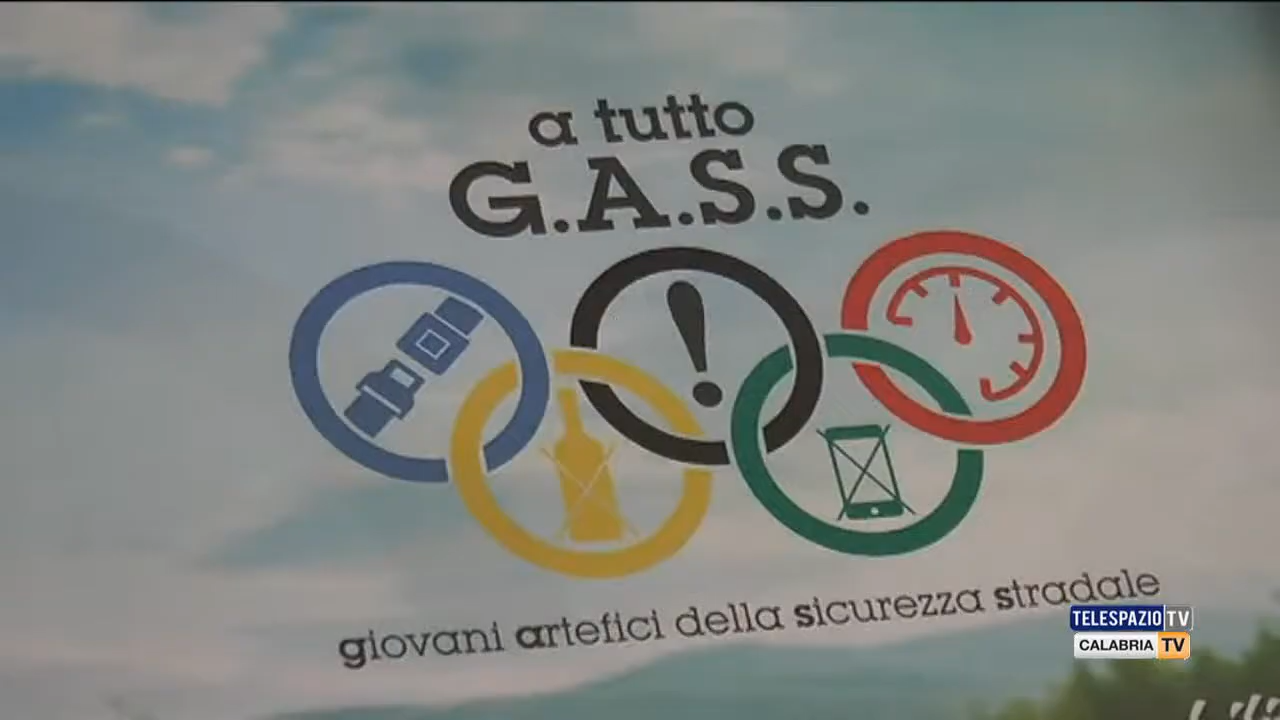 a tutto
G.A.S.S.
giovani artefici della sicurezza stradale
TELESPAZIO TV
CALABRIA TV